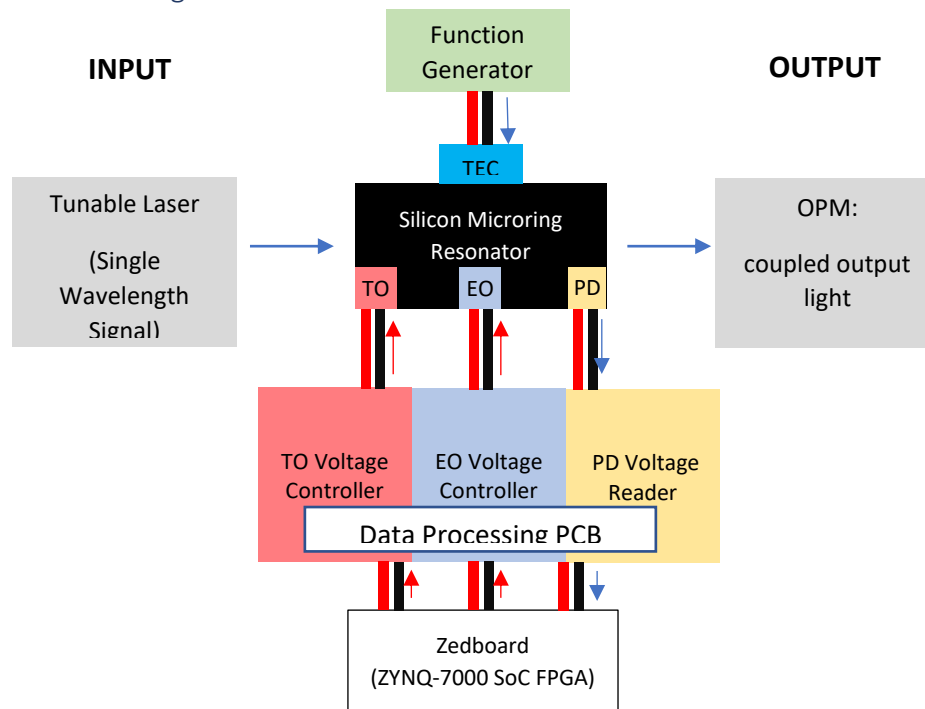 Function
Generator
INPUT
OUTPUT
TEC
Tunable Laser
(Single
Wavelength
Signal)
Silicon Microring
Resonator
OPM:
coupled output
light
TO
EO
PD
TO Voltage
Controller
EO Voltage
Controller
PD Voltage
Reader
Data Processing PCB
Zedboard
(ZYNQ-7000 SoC FPGA)